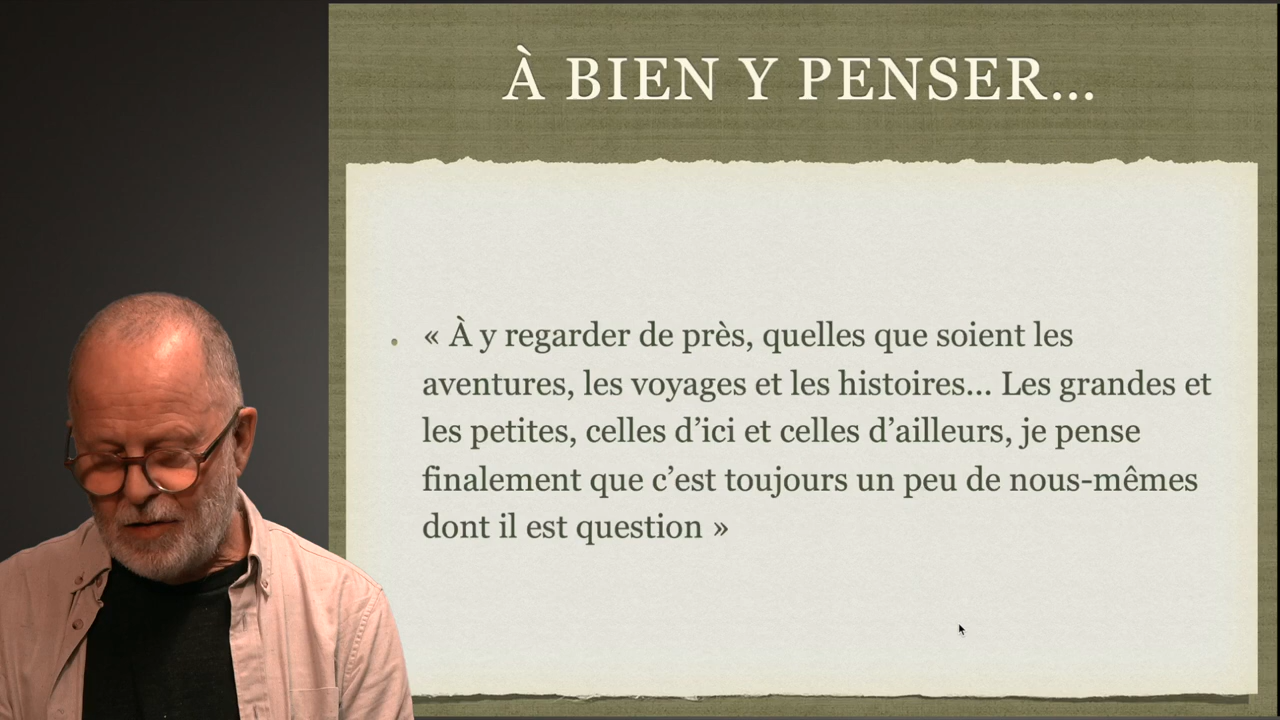 À BIEN Y PENSER…
« À y regarder de près, quelles que soient les
aventures, les voyages et les histoires… Les grandes et
les petites, celles d’ici et celles d’ailleurs, je pense
finalement que c’est toujours un peu de nous-mêmes
dont il est question »